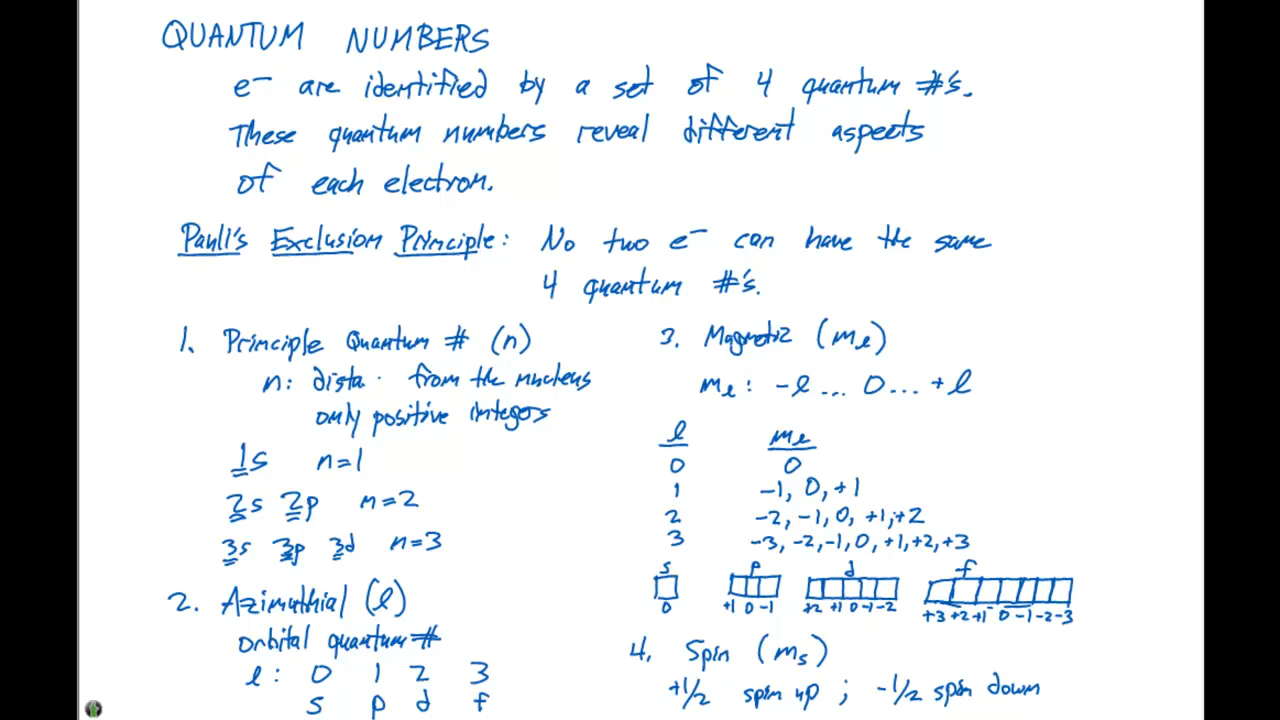 QUANTUM NUMBERS
e⁻ are identified by a set of 4 quantum #'s.
These quantum numbers reveal different aspects
of each electron.
Pauli's Exclusion Principle: No two e⁻ can have the same
4 quantum #'s.
1. Principle Quantum # (n)
n: dista. from the nucleus
only positive integers
1s n=1
2s 2p n=2
3s 3p 3d n=3
2. Azimuthial (l)
orbital quantum #
l: 0 1 2 3
s p d f
3. Magnetic (ml)
ml: -l ... 0 ... +l
l ml
0 0
1 -1, 0, +1
2 -2, -1, 0, +1, +2
3 -3, -2, -1, 0, +1, +2, +3
s p d f
0 +1 0 -1 +2 +1 0 -1 -2 +3 +2 +1 0 -1 -2 -3
4. Spin (ms)
+1/2 spin up ; -1/2 spin down